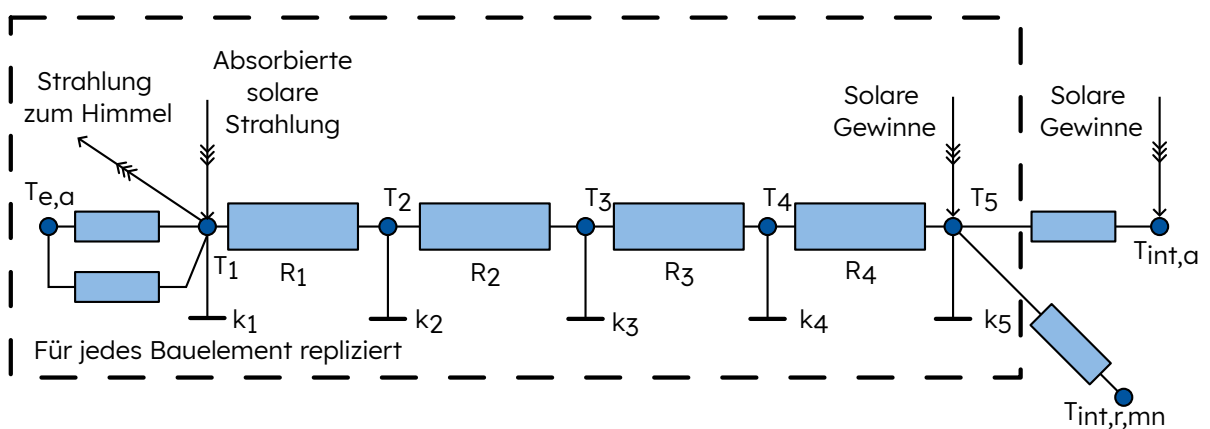 Strahlung
zum Himmel
Absorbierte
solare
Strahlung
Solare
Gewinne
Solare
Gewinne
Te,a
T1
T2
T3
T4
T5
Tint,a
R1
R2
R3
R4
k1
k2
k3
k4
k5
Für jedes Bauelement repliziert
Tint,r,mn